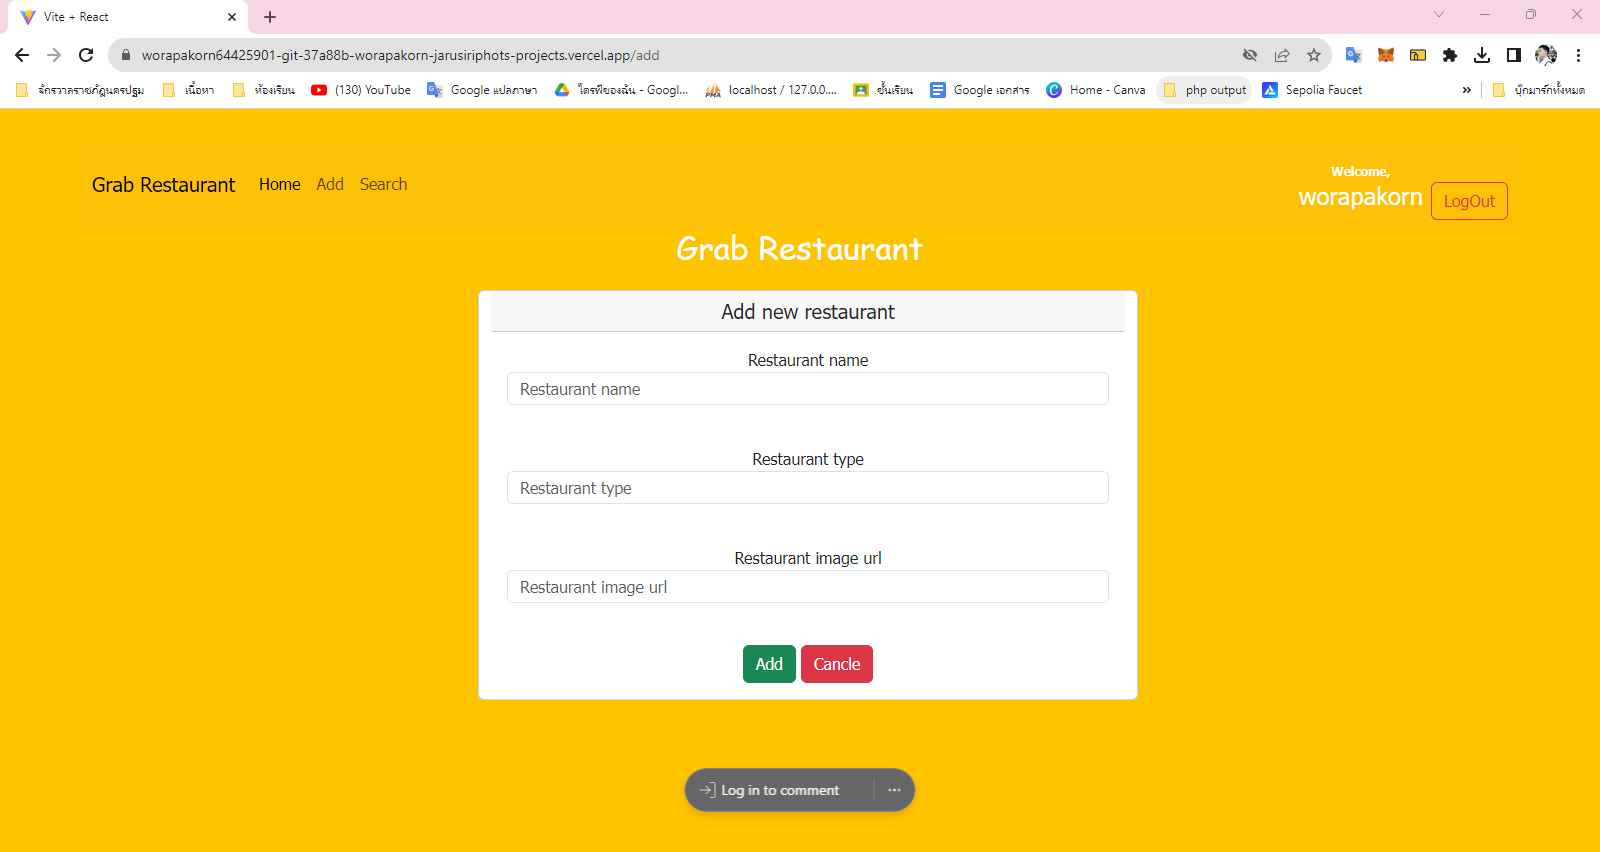 Vite + React
worapakorn64425901-git-37a88b-worapakorn-jarusiriphots-projects.vercel.app/add
จักรวาลราชภัฏนครปฐม เนื้อหา ห้องเรียน (130) YouTube Google แปลภาษา ไดรฟ์ของฉัน - Googl... PMA localhost / 127.0.0.... ชั้นเรียน Google เอกสาร Home - Canva php output Sepolia Faucet » บุ๊กมาร์กทั้งหมด
Grab Restaurant Home Add Search
Welcome,
worapakorn LogOut
Grab Restaurant
Add new restaurant
Restaurant name
Restaurant name
Restaurant type
Restaurant type
Restaurant image url
Restaurant image url
Add Cancle
Log in to comment